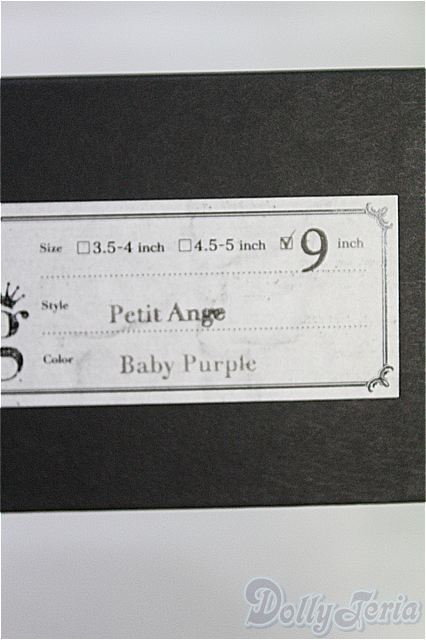 Size ☐3.5-4 inch ☐4.5-5 inch ☑9 inch
Style Petit Ange
Color Baby Purple
DollyTeria